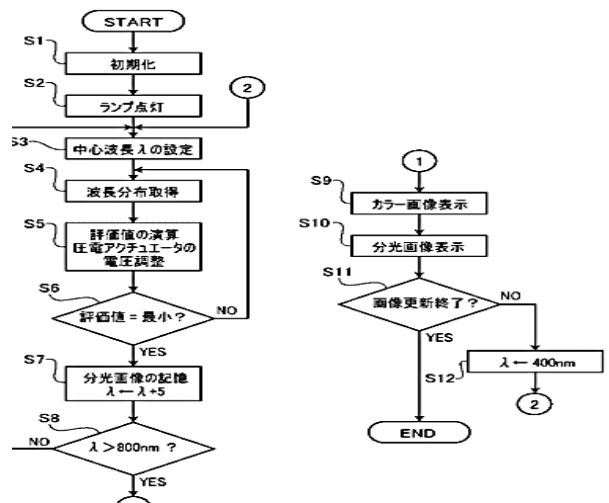 START
S1
初期化
S2
ランプ点灯
2
S3
中心波長λの設定
S4
波長分布取得
S5
評価値の演算
圧電アクチュエータの
電圧調整
S6
評価値=最小?
NO
YES
S7
分光画像の記憶
λ←λ+5
S8
λ>800nm ?
NO
YES
1
S9
カラー画像表示
S10
分光画像表示
S11
画像更新終了?
NO
YES
S12
λ←400nm
2
END